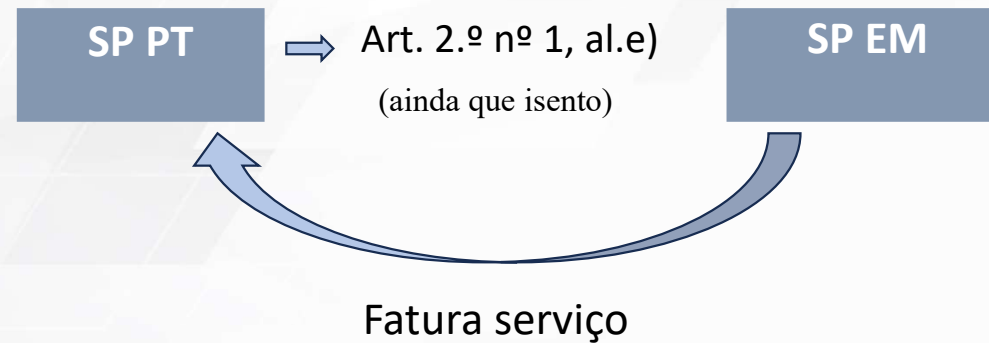 SP PT
Art. 2.º nº 1, al.e)
SP EM
(ainda que isento)
Fatura serviço